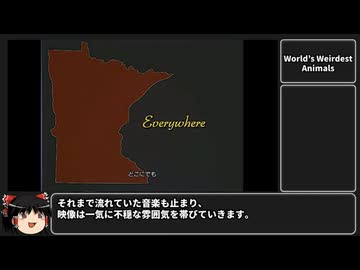 World's Weirdest
Animals
Everywhere
どこにでも
それまで流れていた音楽も止まり、
映像は一気に不穏な雰囲気を帯びていきます。